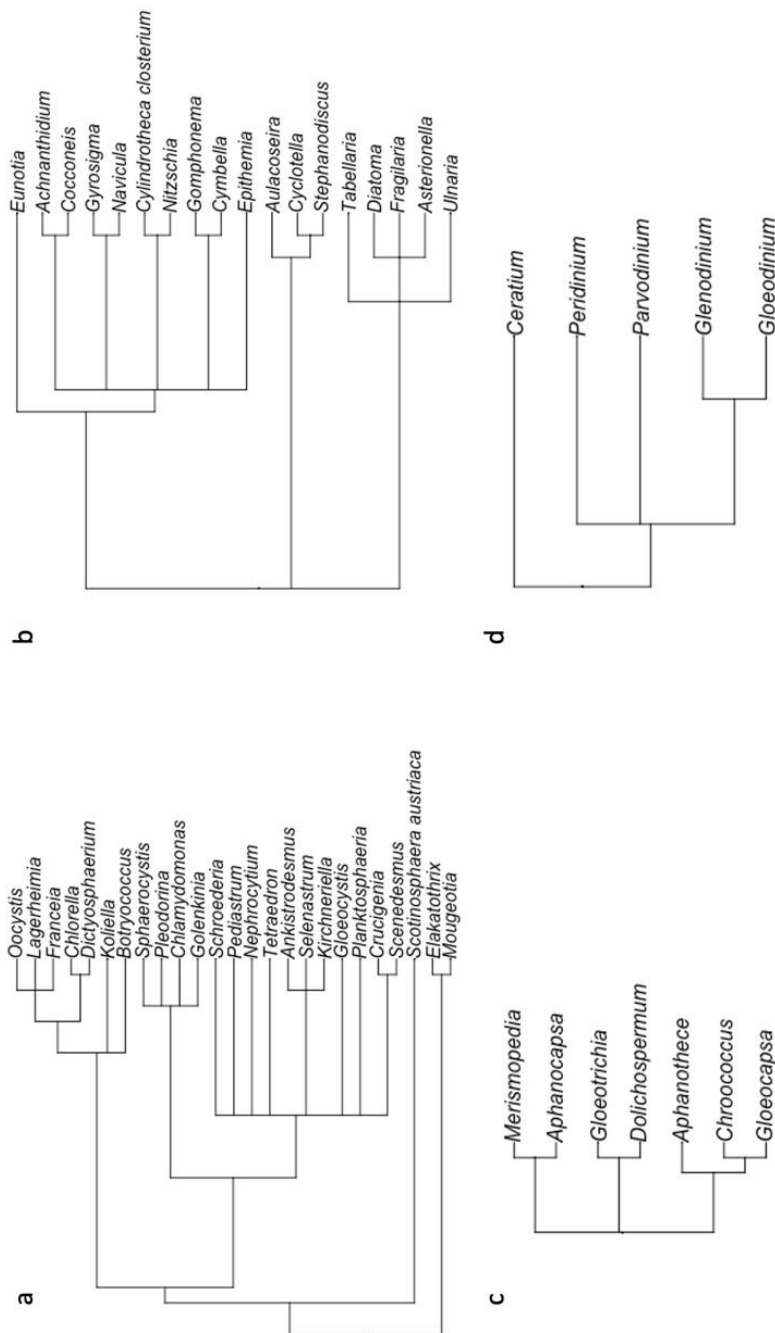 a
Oocystis
Lagerheimia
Franceia
Chlorella
Dictyosphaerium
Koliella
Botryococcus
Sphaerocystis
Pleodorina
Chlamydomonas
Golenkinia
Schroederia
Pediastrum
Nephrocytium
Tetraedron
Ankistrodesmus
Selenastrum
Kirchneriella
Gloeocystis
Planktosphaeria
Crucigenia
Scenedesmus
Scotinosphaera austriaca
Elakatothrix
Mougeotia
b
Eunotia
Achnanthidium
Cocconeis
Gyrosigma
Navicula
Cylindrotheca closterium
Nitzschia
Gomphonema
Cymbella
Epithemia
Aulacoseira
Cyclotella
Stephanodiscus
Tabellaria
Diatoma
Fragilaria
Asterionella
Ulnaria
c
Merismopedia
Aphanocapsa
Gloeotrichia
Dolichospermum
Aphanothece
Chroococcus
Gloeocapsa
d
Ceratium
Peridinium
Parvodinium
Glenodinium
Gloeodinium